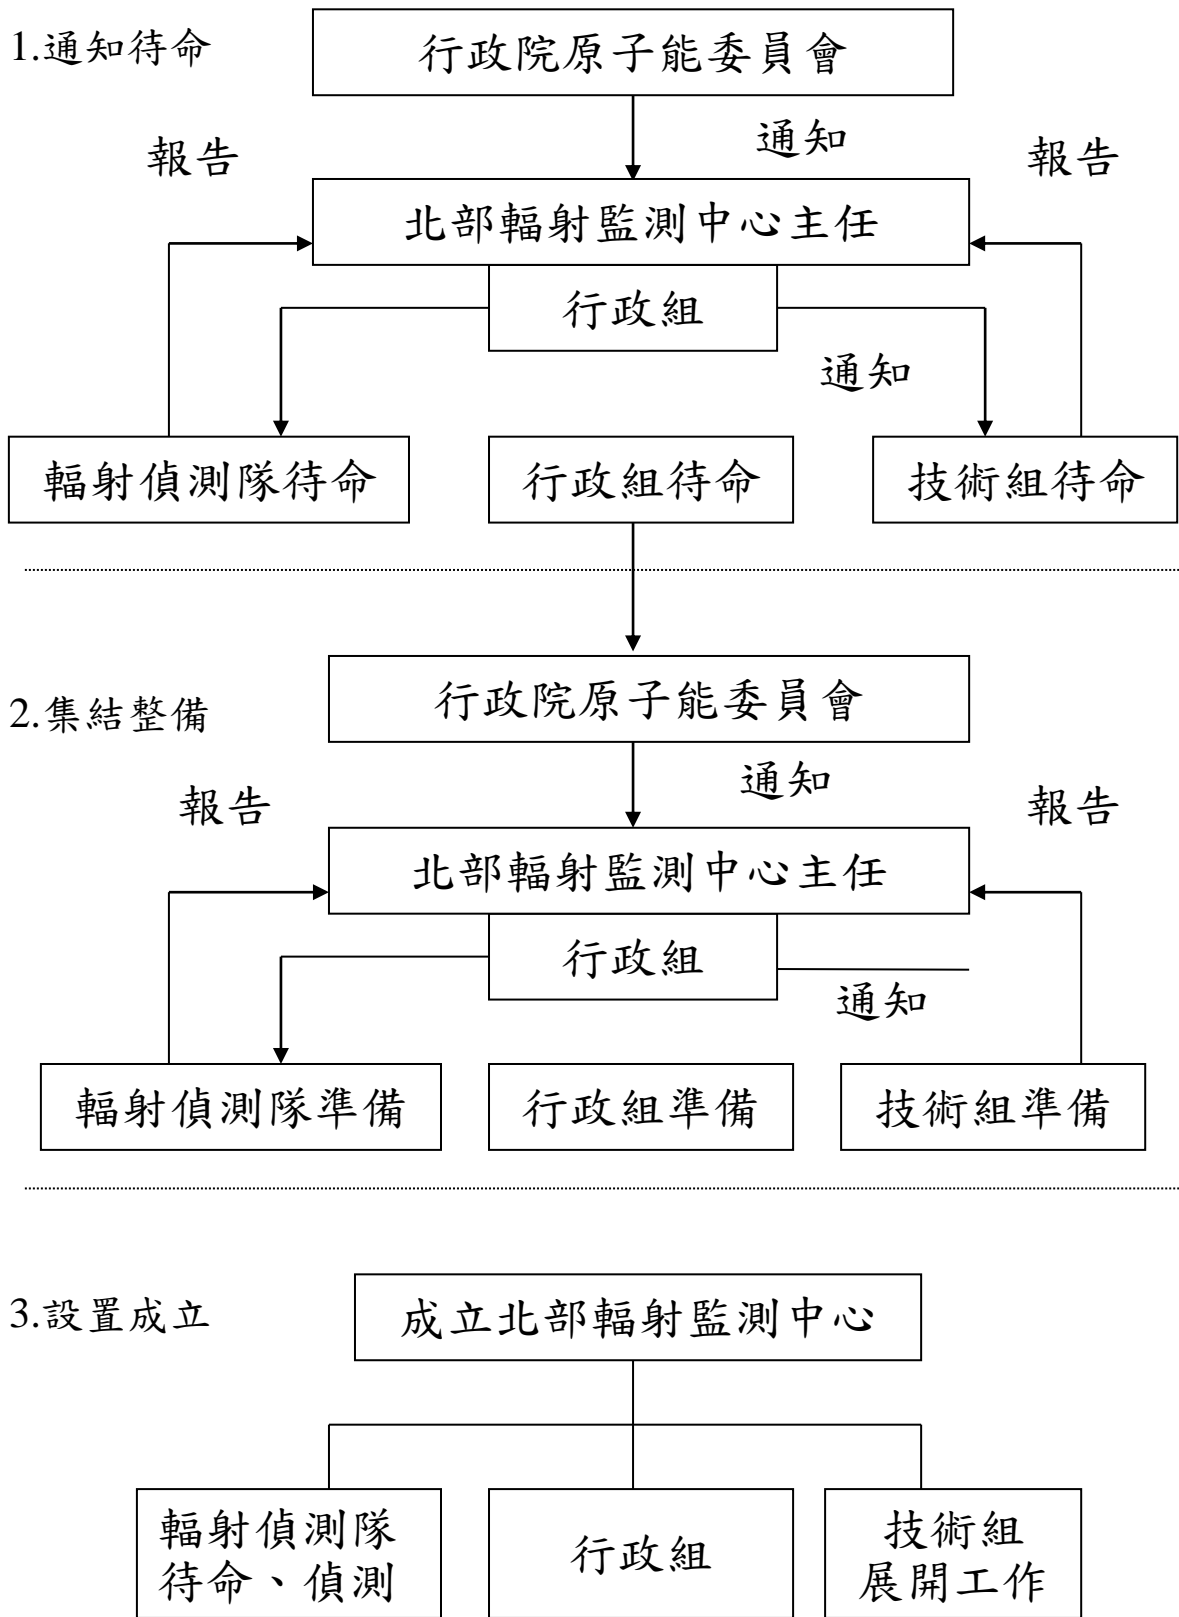 1.通知待命
行政院原子能委員會
通知
報告
報告
北部輻射監測中心主任
行政組
通知
輻射偵測隊待命
行政組待命
技術組待命
行政院原子能委員會
2.集結整備
通知
報告
報告
北部輻射監測中心主任
行政組
通知
輻射偵測隊準備
行政組準備
技術組準備
3.設置成立
成立北部輻射監測中心
輻射偵測隊
待命、偵測
行政組
技術組
展開工作